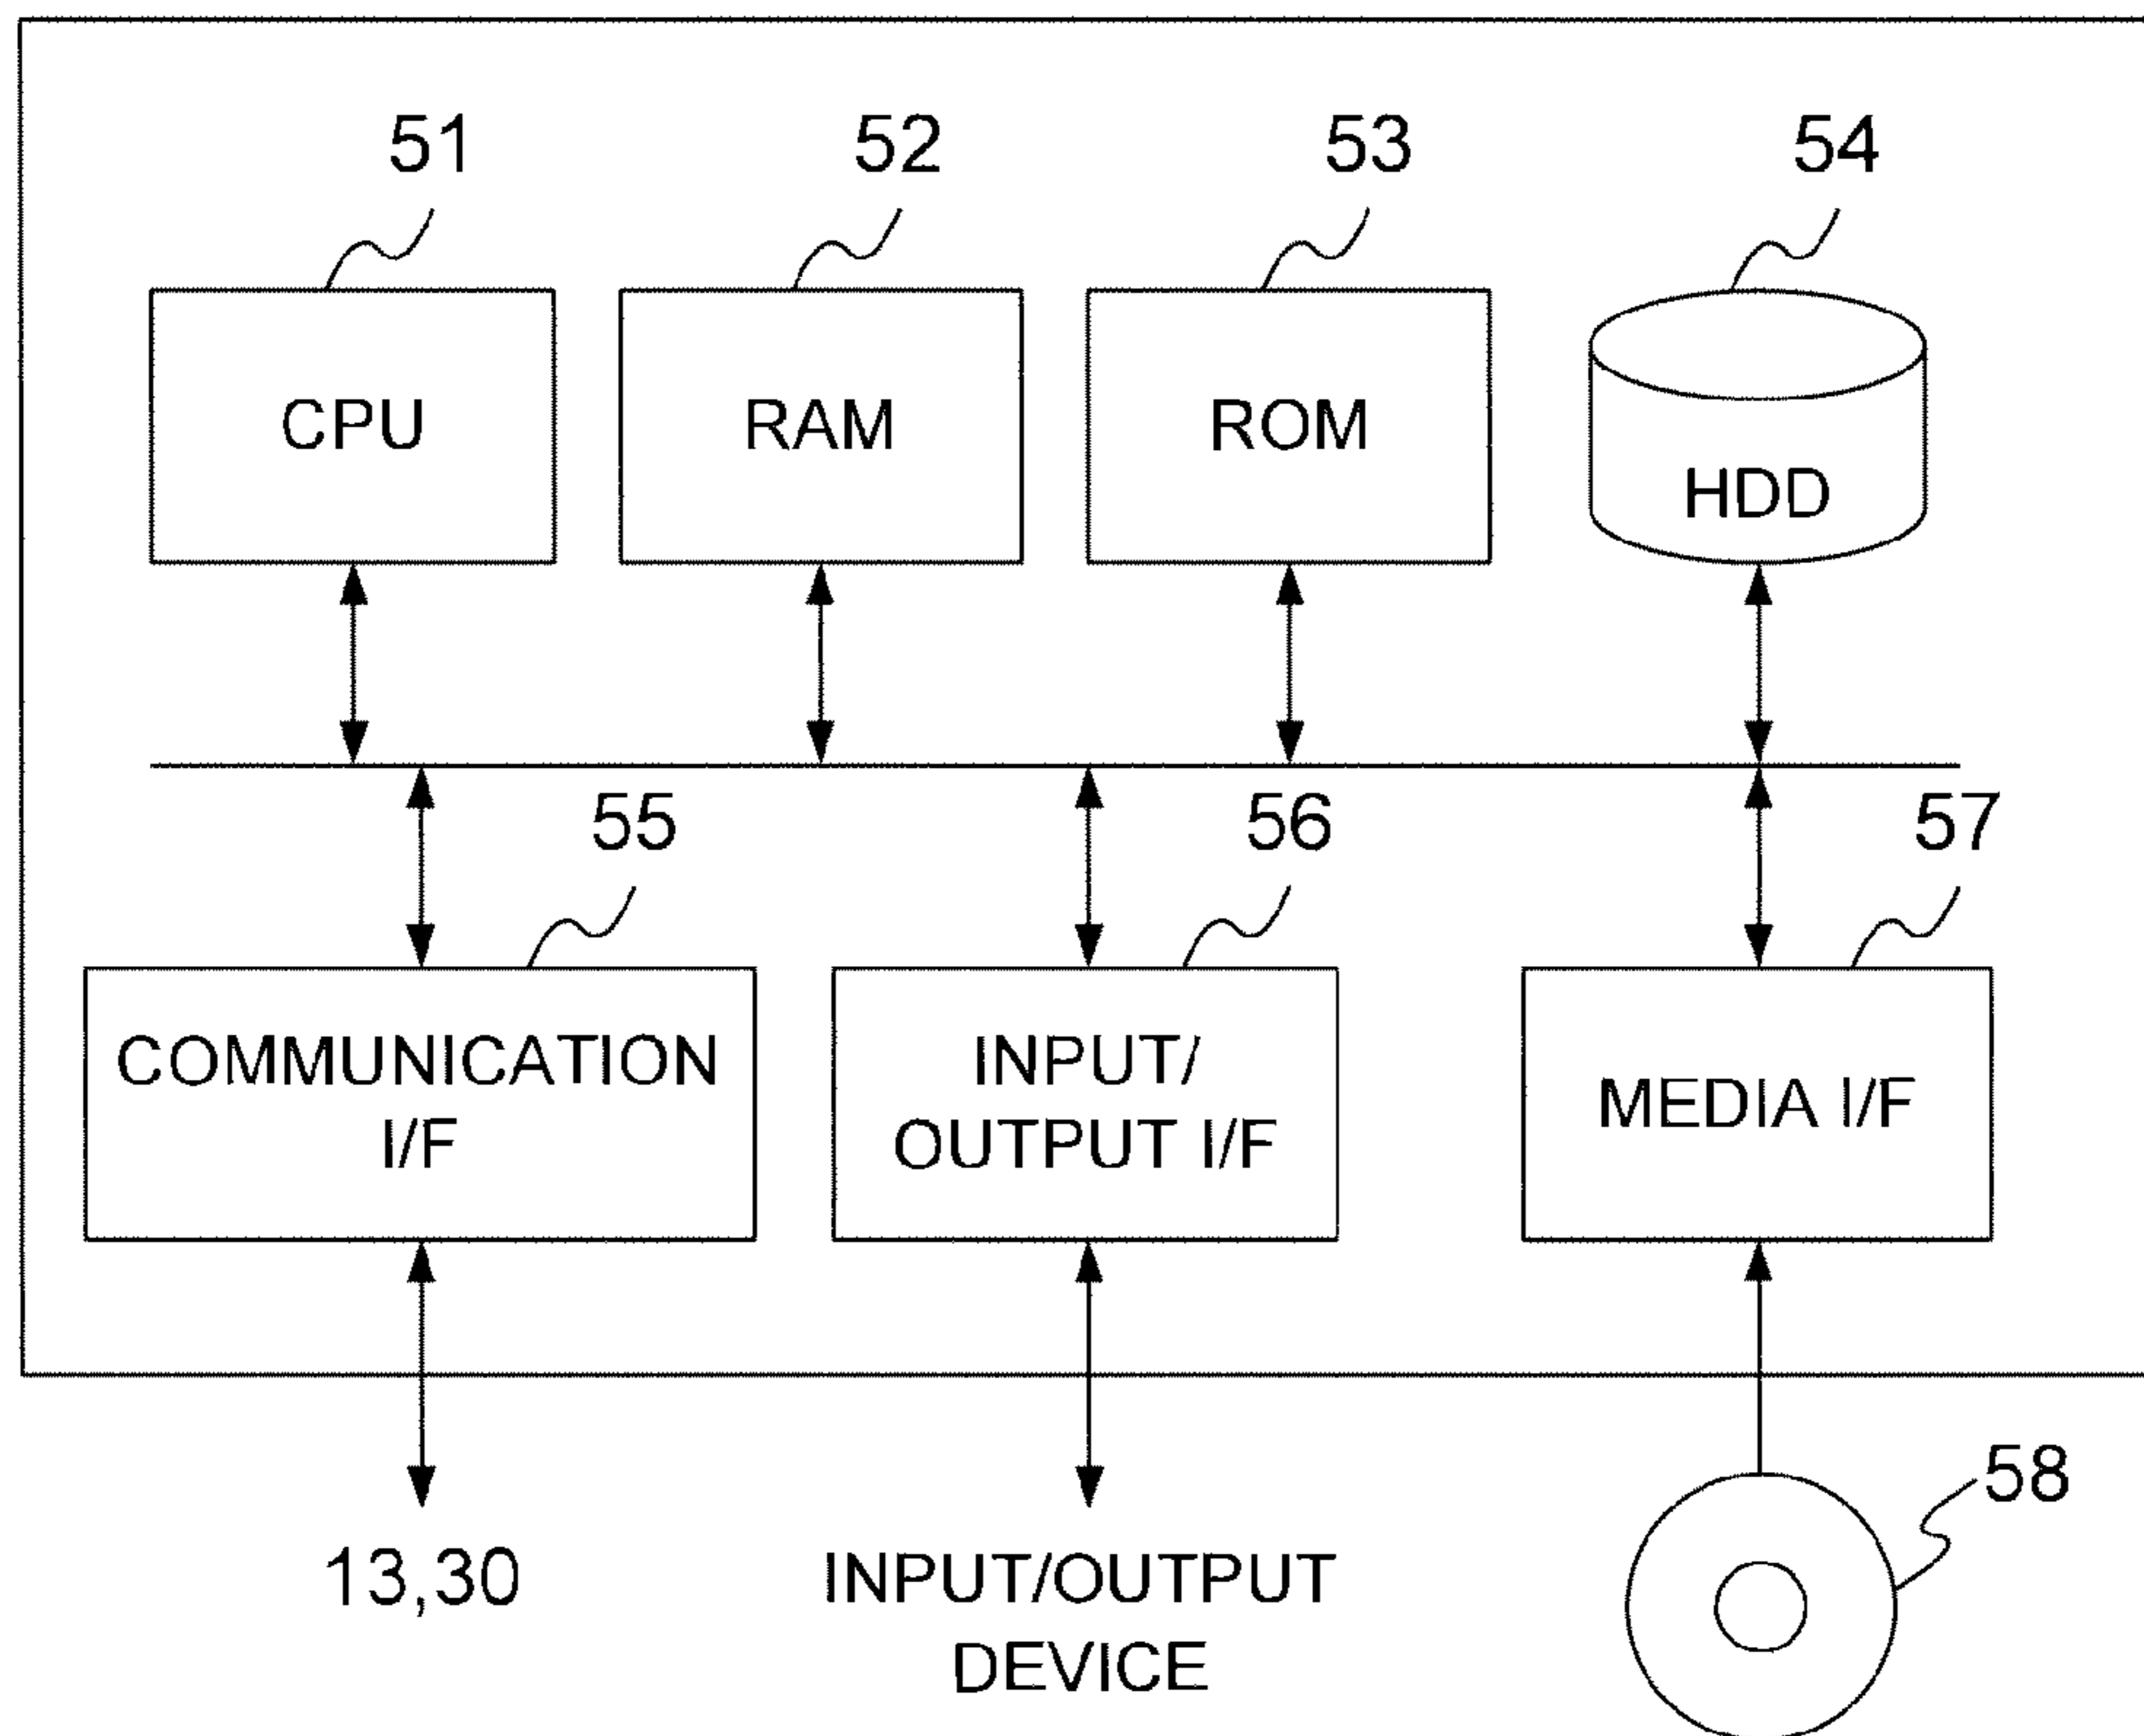 51
52
53
54
CPU
RAM
ROM
HDD
55
56
57
COMMUNICATION
I/F
INPUT/
OUTPUT I/F
MEDIA I/F
58
13,30
INPUT/OUTPUT
DEVICE